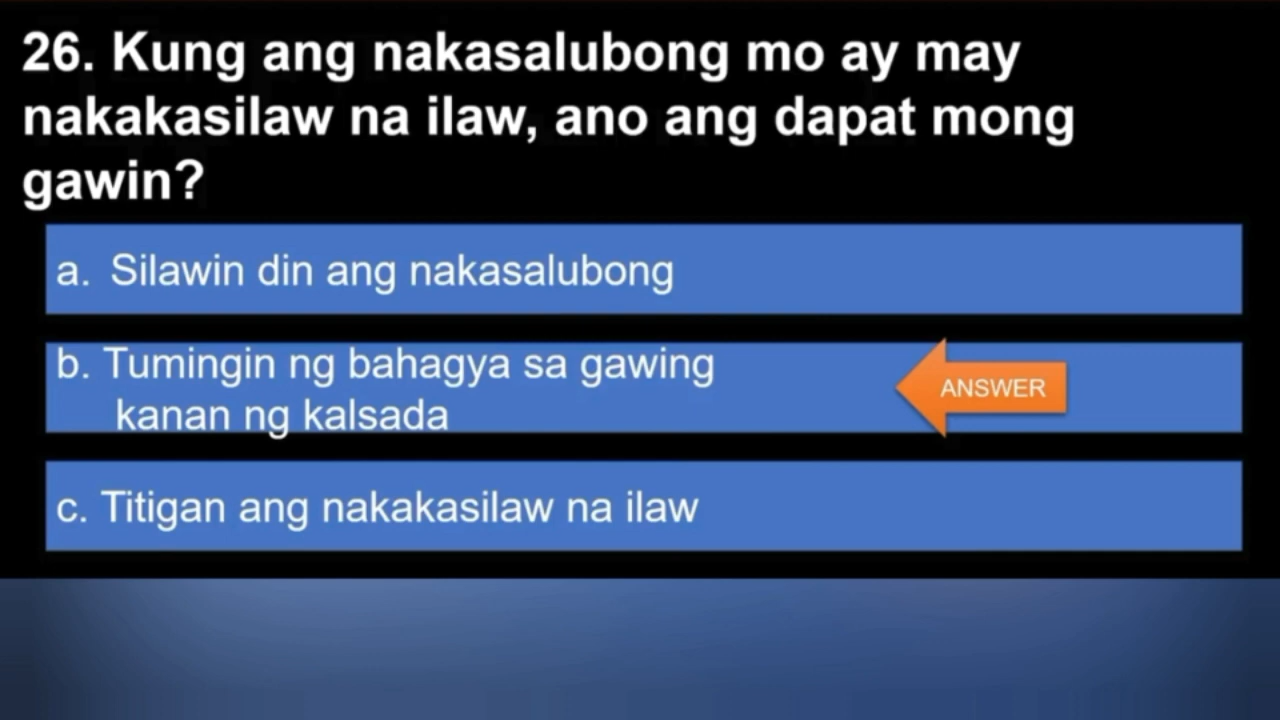 26. Kung ang nakasalubong mo ay may
nakakasilaw na ilaw, ano ang dapat mong
gawin?
a. Silawin din ang nakasalubong
b. Tumingin ng bahagya sa gawing
kanan ng kalsada
ANSWER
c. Titigan ang nakakasilaw na ilaw